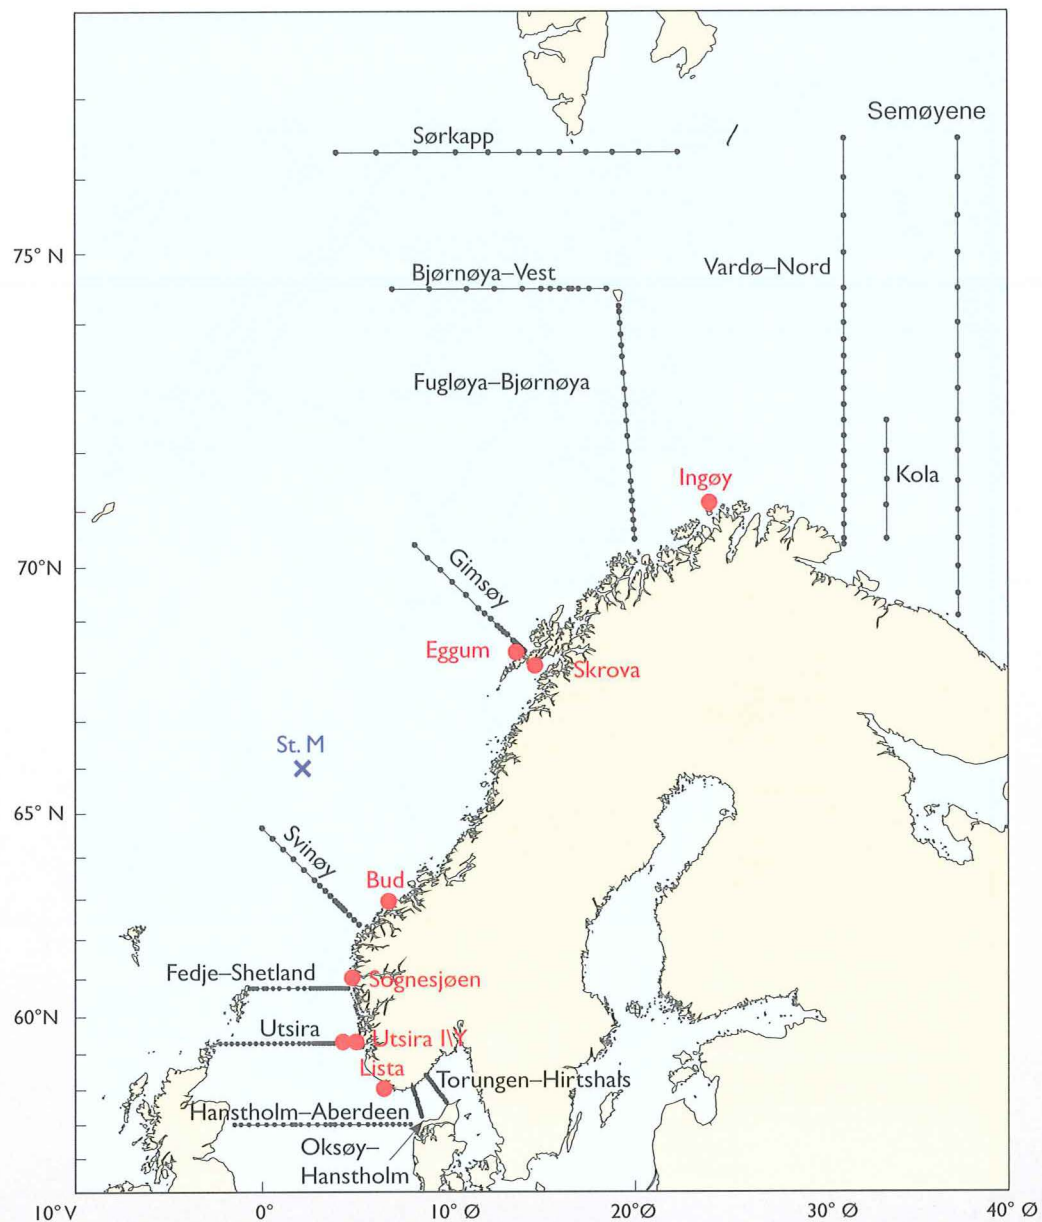 Semøyene
Sørkapp
75° N
Vardø–Nord
Bjørnøya–Vest
Fugløya–Bjørnøya
Ingøy
Kola
70°N
Gimsøy
Eggum
Skrova
St. M
65° N
Svinøy
Bud
Fedje–Shetland
Sognesjøen
60°N
Utsira
Utsira I\Y
Lista
Torungen–Hirtshals
Hanstholm–Aberdeen
Oksøy–
Hanstholm
10°V
0°
10° Ø
20° Ø
30° Ø
40° Ø